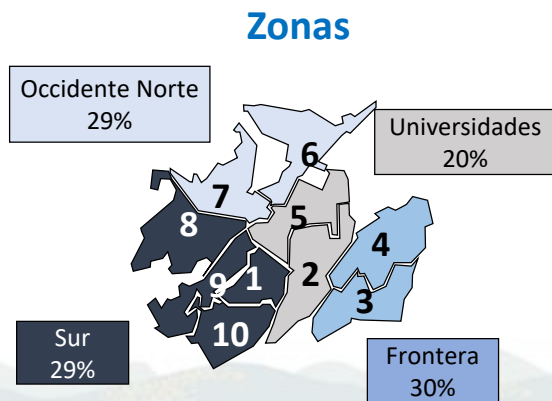 Zonas
Occidente Norte
29%
Universidades
20%
6
7
5
8
4
2
9
1
3
10
Sur
29%
Frontera
30%